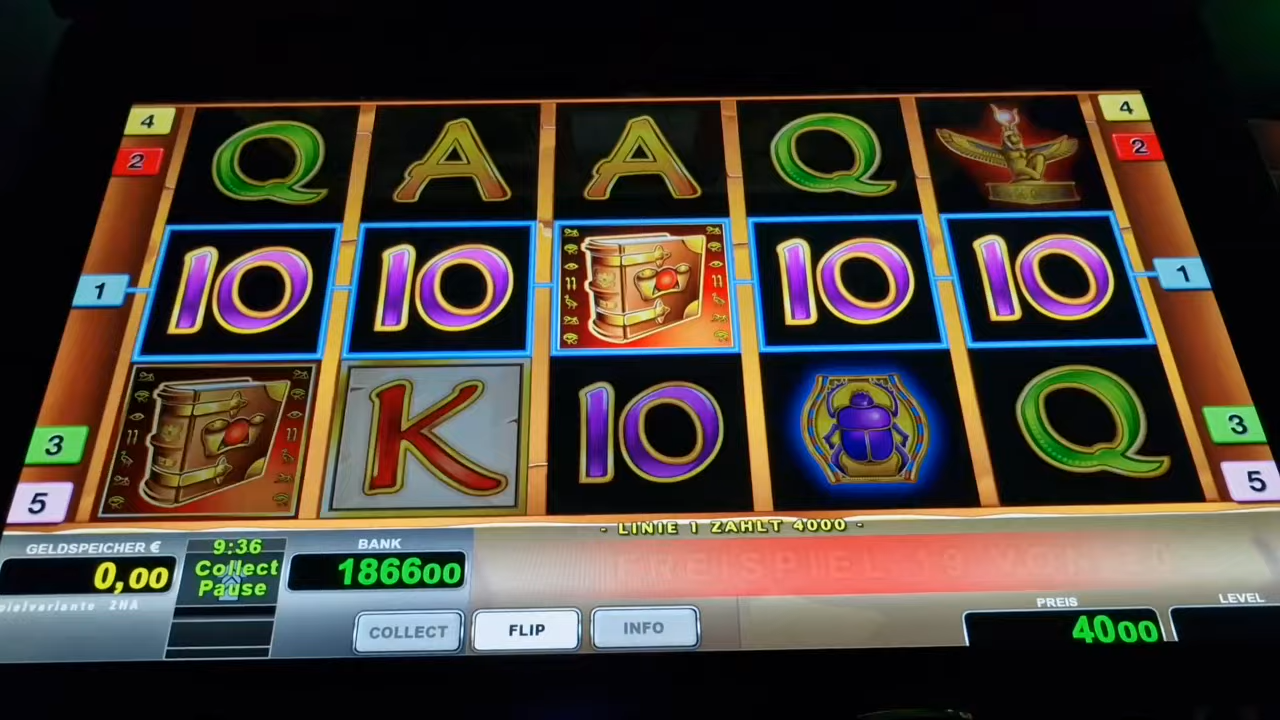 4 Q A A Q 4
2 2
1 10 10 10 10 1
3 K 10 Q 3
5 5
- LINIE 1 ZAHLT 4000 -
GELDSPEICHER € 9:36 BANK
0,00 Collect 186600
Pause
2HA
PREIS LEVEL
COLLECT FLIP INFO 4000